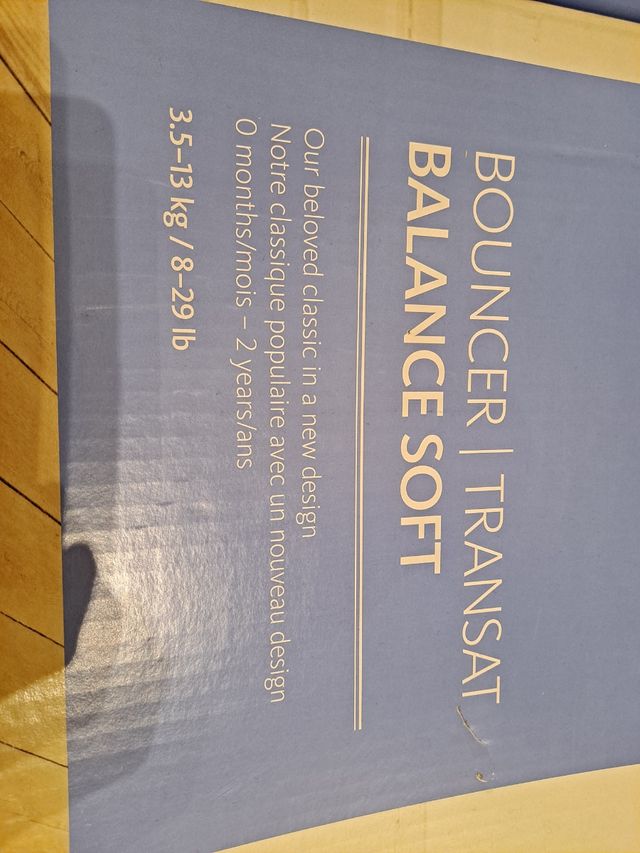 BOUNCER | TRANSAT
BALANCE SOFT
Our beloved classic in a new design
Notre classique populaire avec un nouveau design
0 months/mois – 2 years/ans
3.5–13 kg / 8–29 lb